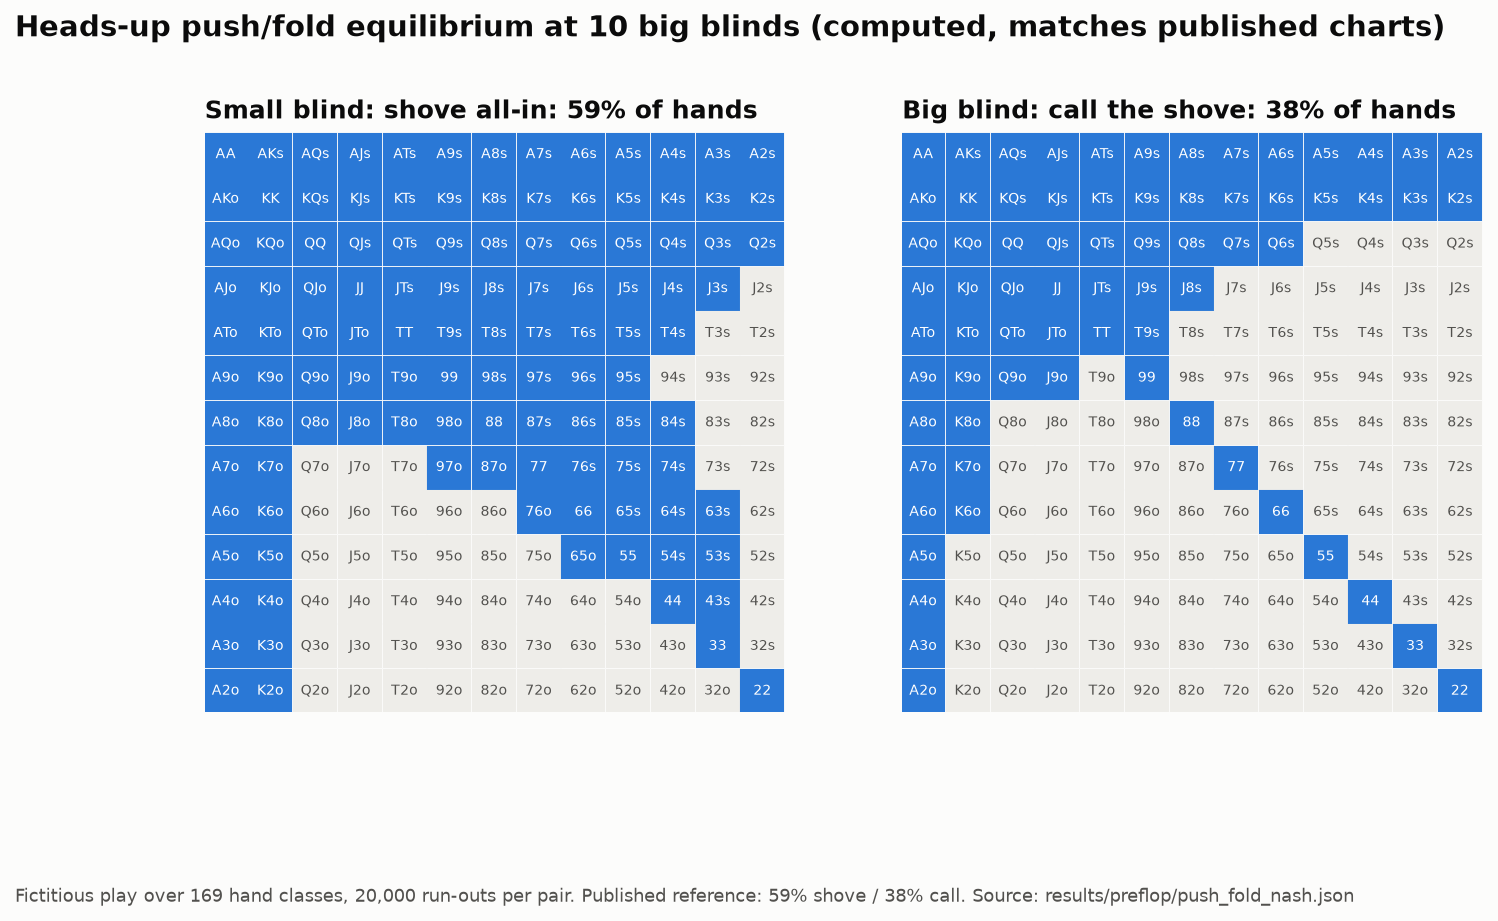 Heads-up push/fold equilibrium at 10 big blinds (computed, matches published charts)
Small blind: shove all-in: 59% of hands
AA AKs AQs AJs ATs A9s A8s A7s A6s A5s A4s A3s A2s
AKo KK KQs KJs KTs K9s K8s K7s K6s K5s K4s K3s K2s
AQo KQo QQ QJs QTs Q9s Q8s Q7s Q6s Q5s Q4s Q3s Q2s
AJo KJo QJo JJ JTs J9s J8s J7s J6s J5s J4s J3s J2s
ATo KTo QTo JTo TT T9s T8s T7s T6s T5s T4s T3s T2s
A9o K9o Q9o J9o T9o 99 98s 97s 96s 95s 94s 93s 92s
A8o K8o Q8o J8o T8o 98o 88 87s 86s 85s 84s 83s 82s
A7o K7o Q7o J7o T7o 97o 87o 77 76s 75s 74s 73s 72s
A6o K6o Q6o J6o T6o 96o 86o 76o 66 65s 64s 63s 62s
A5o K5o Q5o J5o T5o 95o 85o 75o 65o 55 54s 53s 52s
A4o K4o Q4o J4o T4o 94o 84o 74o 64o 54o 44 43s 42s
A3o K3o Q3o J3o T3o 93o 83o 73o 63o 53o 43o 33 32s
A2o K2o Q2o J2o T2o 92o 82o 72o 62o 52o 42o 32o 22
Big blind: call the shove: 38% of hands
AA AKs AQs AJs ATs A9s A8s A7s A6s A5s A4s A3s A2s
AKo KK KQs KJs KTs K9s K8s K7s K6s K5s K4s K3s K2s
AQo KQo QQ QJs QTs Q9s Q8s Q7s Q6s Q5s Q4s Q3s Q2s
AJo KJo QJo JJ JTs J9s J8s J7s J6s J5s J4s J3s J2s
ATo KTo QTo JTo TT T9s T8s T7s T6s T5s T4s T3s T2s
A9o K9o Q9o J9o T9o 99 98s 97s 96s 95s 94s 93s 92s
A8o K8o Q8o J8o T8o 98o 88 87s 86s 85s 84s 83s 82s
A7o K7o Q7o J7o T7o 97o 87o 77 76s 75s 74s 73s 72s
A6o K6o Q6o J6o T6o 96o 86o 76o 66 65s 64s 63s 62s
A5o K5o Q5o J5o T5o 95o 85o 75o 65o 55 54s 53s 52s
A4o K4o Q4o J4o T4o 94o 84o 74o 64o 54o 44 43s 42s
A3o K3o Q3o J3o T3o 93o 83o 73o 63o 53o 43o 33 32s
A2o K2o Q2o J2o T2o 92o 82o 72o 62o 52o 42o 32o 22
Fictitious play over 169 hand classes, 20,000 run-outs per pair. Published reference: 59% shove / 38% call. Source: results/preflop/push_fold_nash.json